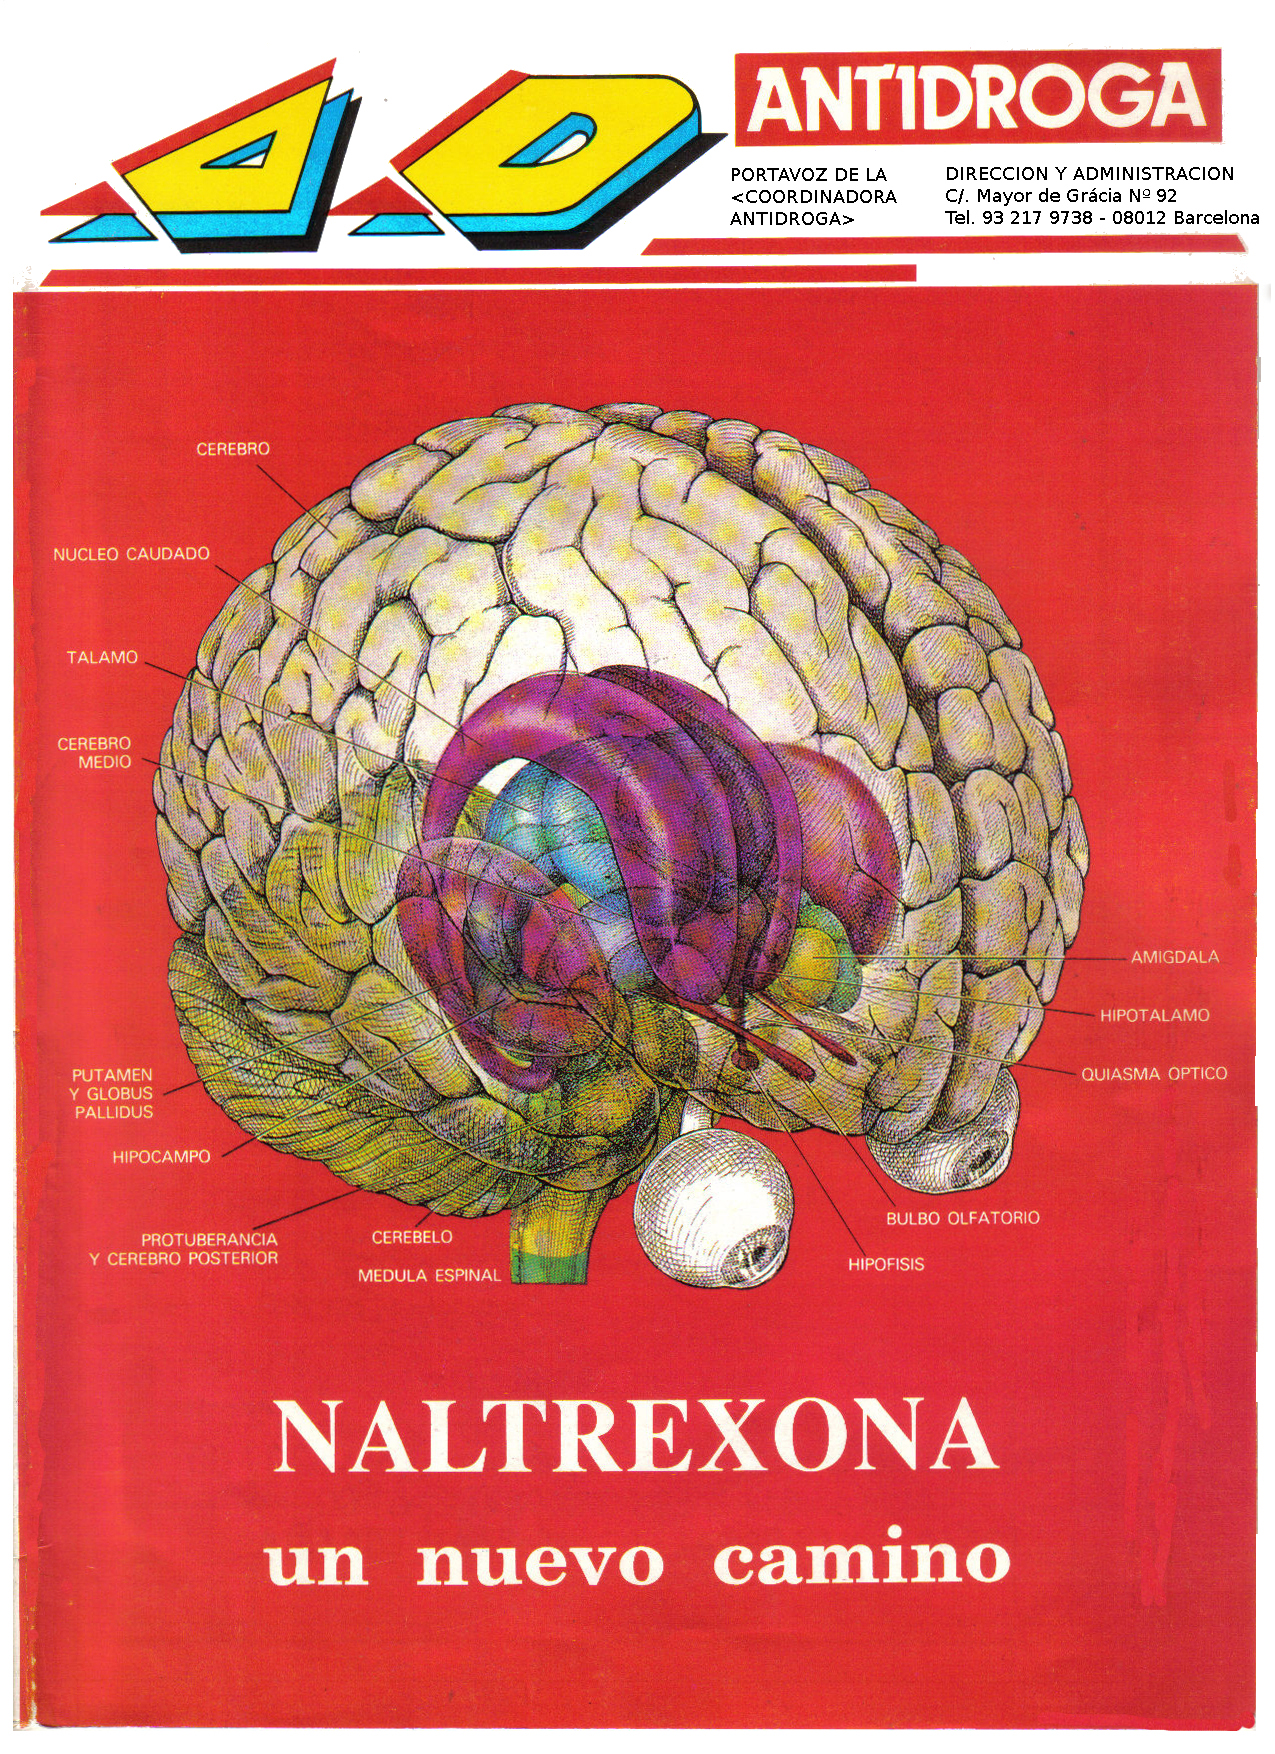 AD
ANTIDROGA
PORTAVOZ DE LA
<COORDINADORA
ANTIDROGA>
DIRECCION Y ADMINISTRACION
C/. Mayor de Grácia Nº 92
Tel. 93 217 9738 - 08012 Barcelona
CEREBRO
NUCLEO CAUDADO
TALAMO
CEREBRO
MEDIO
AMIGDALA
HIPOTALAMO
QUIASMA OPTICO
PUTAMEN
Y GLOBUS
PALLIDUS
HIPOCAMPO
PROTUBERANCIA
Y CEREBRO POSTERIOR
CEREBELO
MEDULA ESPINAL
BULBO OLFATORIO
HIPOFISIS
NALTREXONA
un nuevo camino